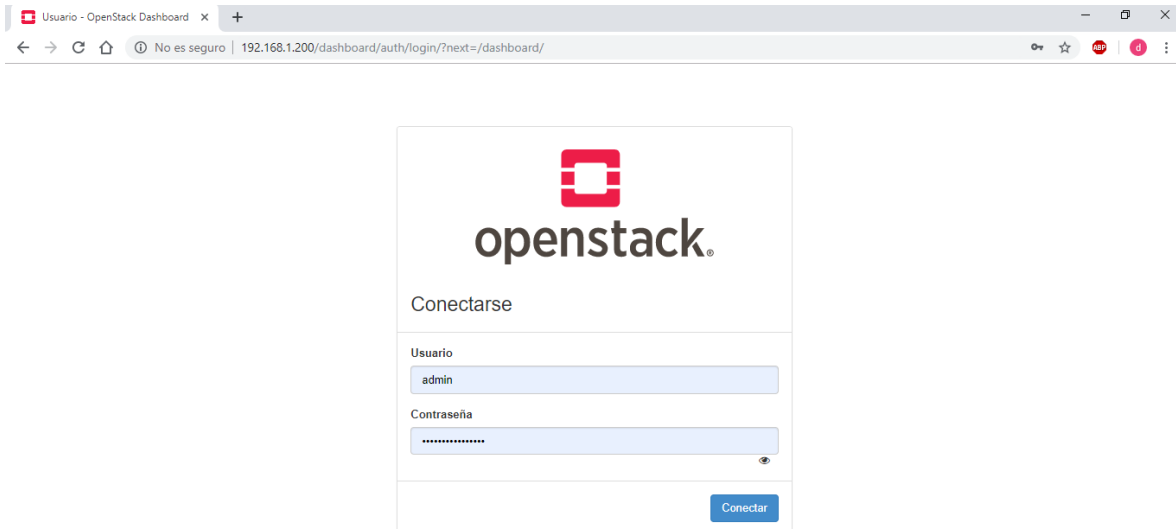 Usuario - OpenStack Dashboard
No es seguro | 192.168.1.200/dashboard/auth/login/?next=/dashboard/
ABP
d
openstack.®
Conectarse
Usuario
admin
Contraseña
••••••••••••••••
Conectar